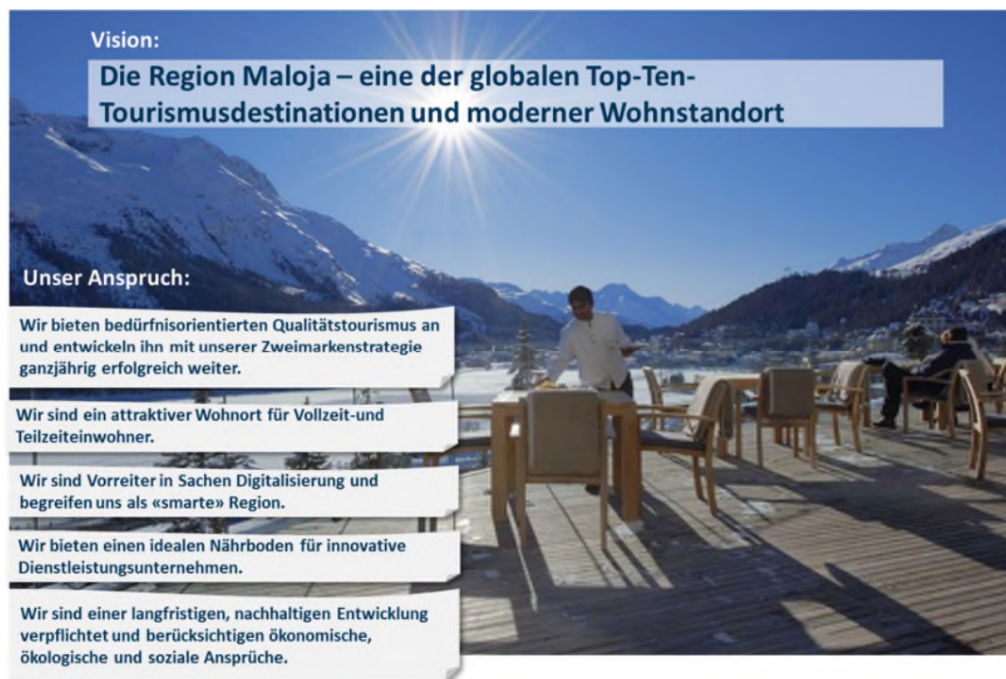 Vision:
Die Region Maloja – eine der globalen Top-Ten-
Tourismusdestinationen und moderner Wohnstandort
Unser Anspruch:
Wir bieten bedürfnisorientierten Qualitätstourismus an
und entwickeln ihn mit unserer Zweimarkenstrategie
ganzjährig erfolgreich weiter.
Wir sind ein attraktiver Wohnort für Vollzeit-und
Teilzeiteinwohner.
Wir sind Vorreiter in Sachen Digitalisierung und
begreifen uns als «smarte» Region.
Wir bieten einen idealen Nährboden für innovative
Dienstleistungsunternehmen.
Wir sind einer langfristigen, nachhaltigen Entwicklung
verpflichtet und berücksichtigen ökonomische,
ökologische und soziale Ansprüche.